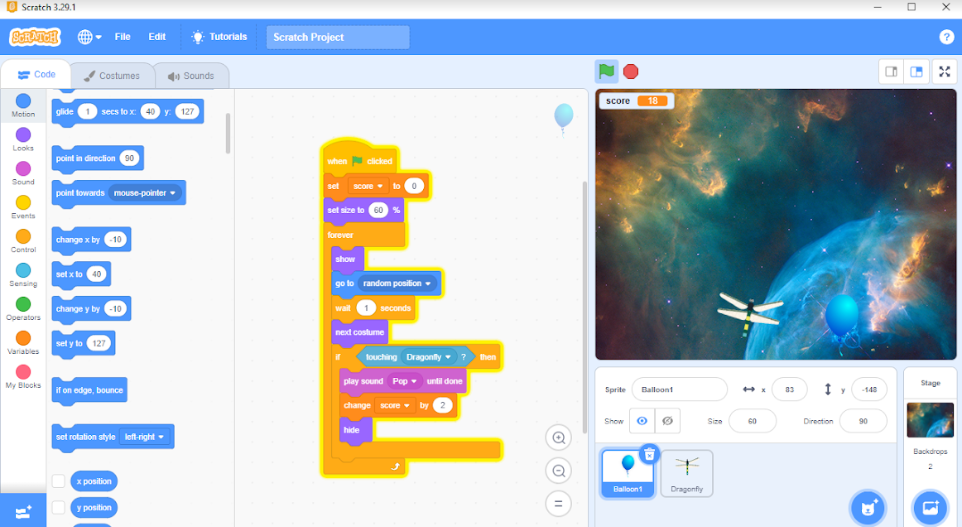 Scratch 3.29.1
SCRATCH File Edit Tutorials Scratch Project ?
Code Costumes Sounds
Motion
Looks
Sound
Events
Control
Sensing
Operators
Variables
My Blocks
glide 1 secs to x: 40 y: 127
point in direction 90
point towards mouse-pointer
change x by -10
set x to 40
change y by -10
set y to 127
if on edge, bounce
set rotation style left-right
x position
y position
when clicked
set score to 0
set size to 60 %
forever
show
go to random position
wait 1 seconds
next costume
if touching Dragonfly ? then
play sound Pop until done
change score by 2
hide
score 18
Sprite Balloon1 x 83 y -148
Show Size 60 Direction 90
Balloon1
Dragonfly
Stage
Backdrops
2